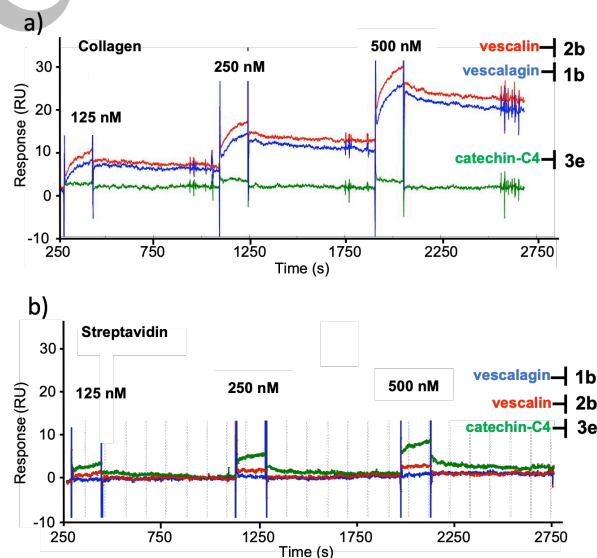 a)
Collagen
500 nM
vescalin 2b
250 nM
vescalagin 1b
125 nM
catechin-C4 3e
Response (RU)
30
20
10
0
-10
250 750 1250 1750 2250 2750
Time (s)
b)
Streptavidin
125 nM
250 nM
500 nM
vescalagin 1b
vescalin 2b
catechin-C4 3e
Response (RU)
30
20
10
0
-10
250 750 1250 1750 2250 2750
Time (s)